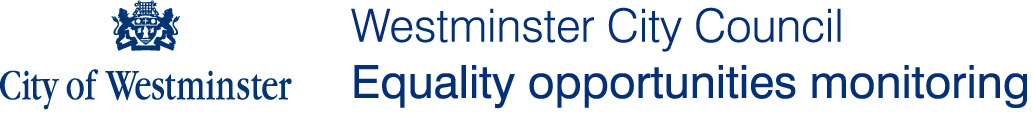 City of Westminster
Westminster City Council
Equality opportunities monitoring